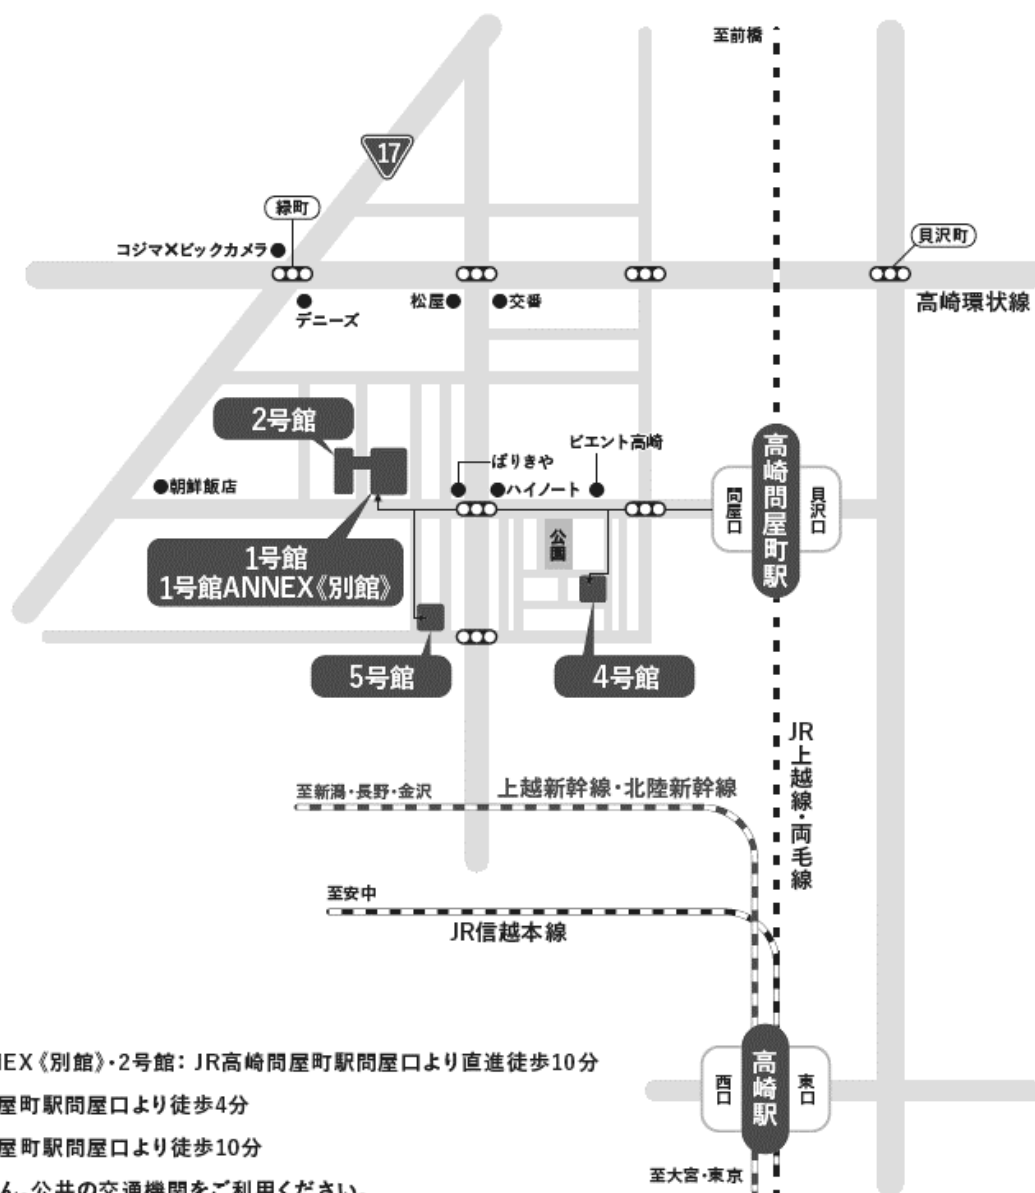 至前橋
17
緑町
コジマ×ビックカメラ
貝沢町
デニーズ
松屋
交番
高崎環状線
2号館
ビエント高崎
ばりきや
朝鮮飯店
ハイノート
問屋口
高崎問屋町駅
貝沢口
公園
1号館
1号館ANNEX《別館》
5号館
4号館
JR上越線・両毛線
至新潟・長野・金沢
上越新幹線・北陸新幹線
至安中
JR信越本線
NEX《別館》・2号館: JR高崎問屋町駅問屋口より直進徒歩10分
屋町駅問屋口より徒歩4分
屋町駅問屋口より徒歩10分
ん。公共の交通機関をご利用ください。
西口
高崎駅
東口
至大宮・東京